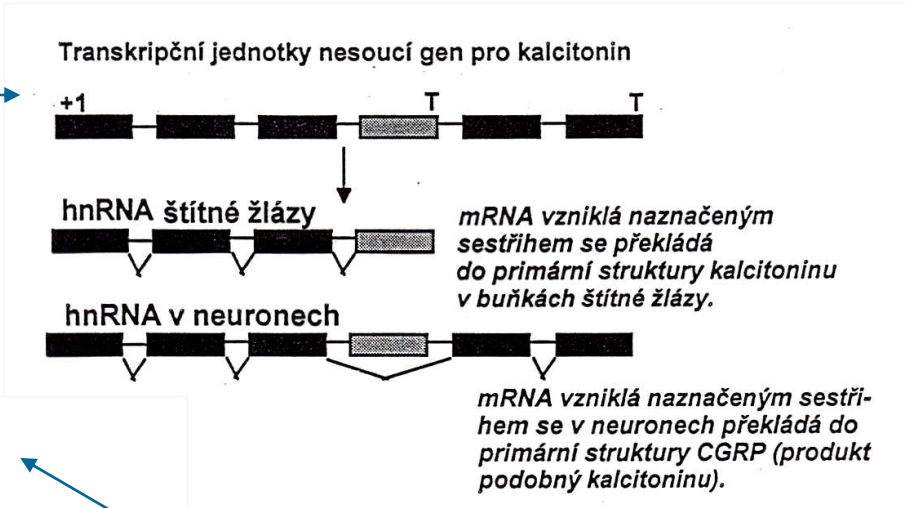 Transkripční jednotky nesoucí gen pro kalcitonin
+1 T T
hnRNA štítné žlázy
mRNA vzniklá naznačeným
sestřihem se překládá
do primární struktury kalcitoninu
v buňkách štítné žlázy.
hnRNA v neuronech
mRNA vzniklá naznačeným sestři-
hem se v neuronech překládá do
primární struktury CGRP (produkt
podobný kalcitoninu).